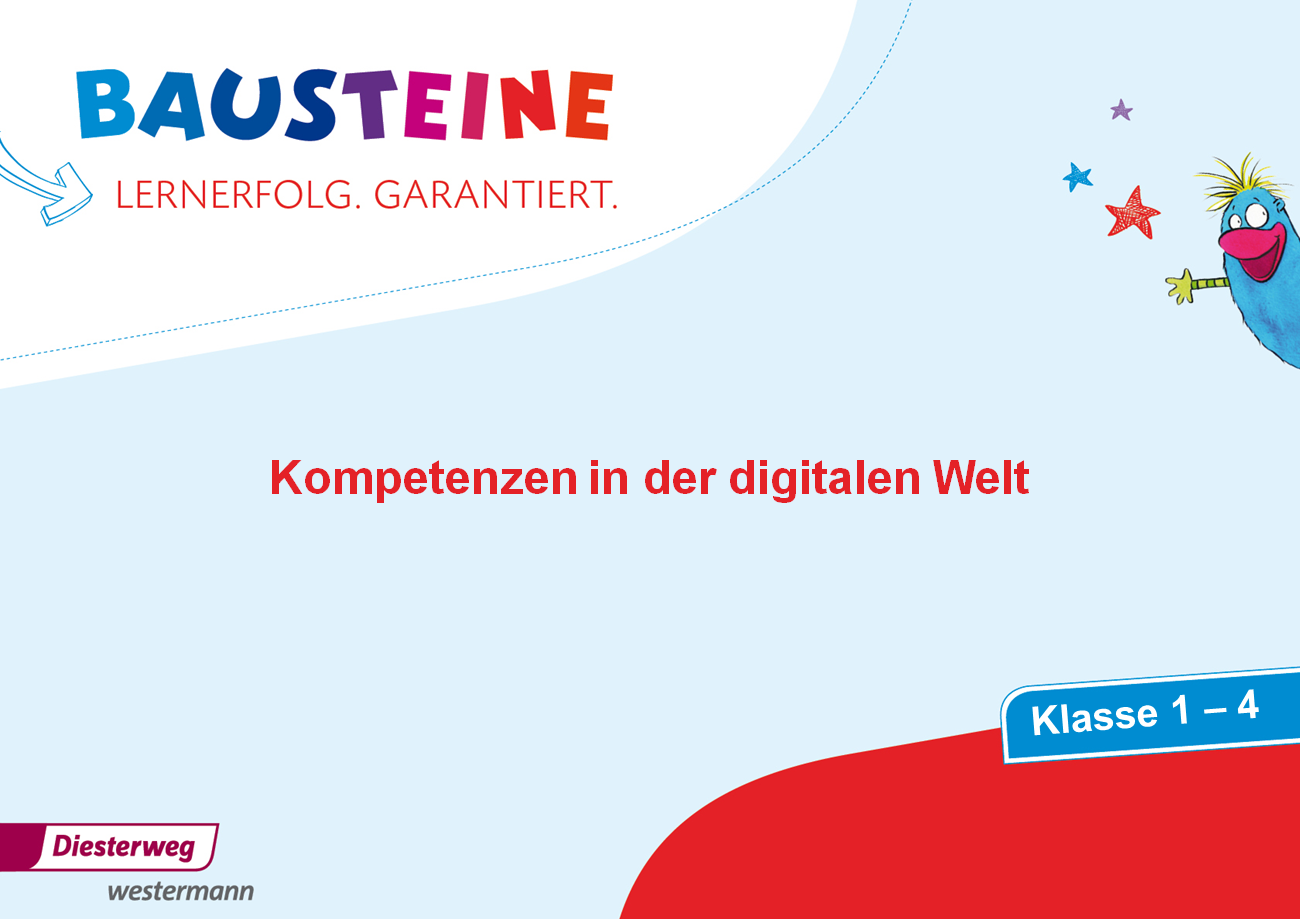 BAUSTEINE
LERNERFOLG. GARANTIERT.
Kompetenzen in der digitalen Welt
Klasse 1 – 4
Diesterweg
westermann